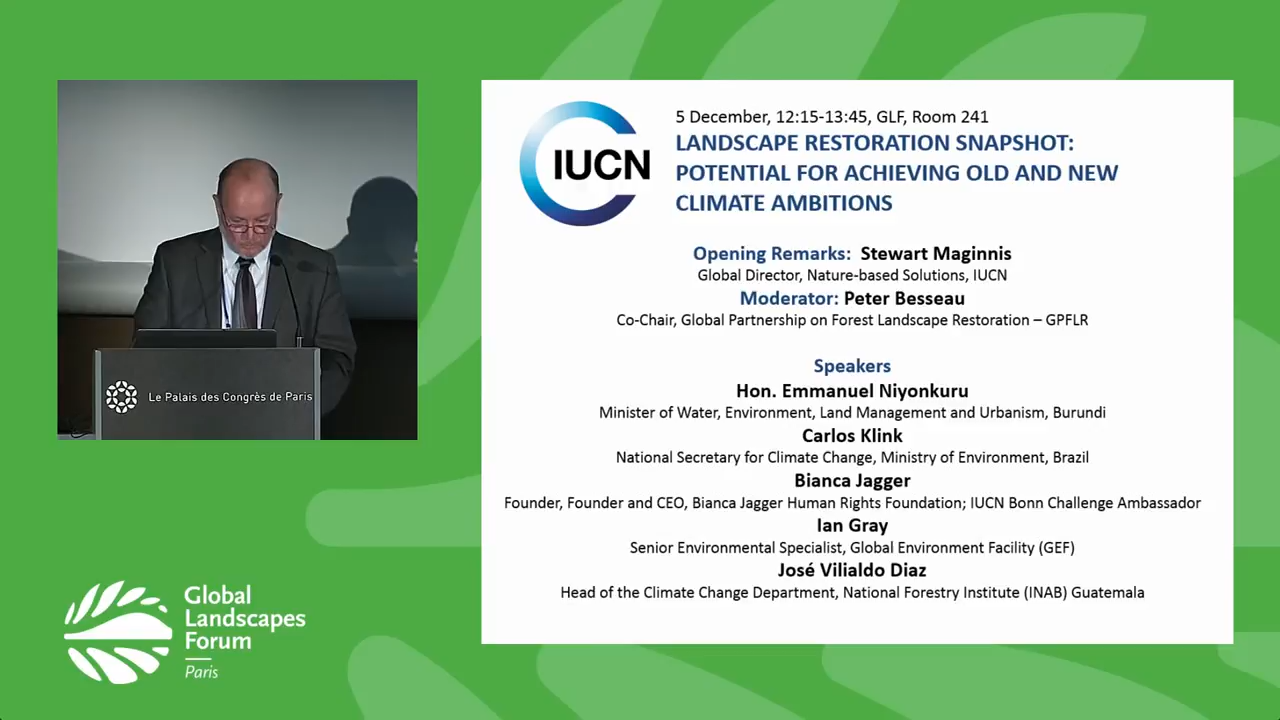 Le Palais des Congrès de Paris
Global
Landscapes
Forum
Paris
IUCN
5 December, 12:15-13:45, GLF, Room 241
LANDSCAPE RESTORATION SNAPSHOT:
POTENTIAL FOR ACHIEVING OLD AND NEW
CLIMATE AMBITIONS
Opening Remarks: Stewart Maginnis
Global Director, Nature-based Solutions, IUCN
Moderator: Peter Besseau
Co-Chair, Global Partnership on Forest Landscape Restoration – GPFLR
Speakers
Hon. Emmanuel Niyonkuru
Minister of Water, Environment, Land Management and Urbanism, Burundi
Carlos Klink
National Secretary for Climate Change, Ministry of Environment, Brazil
Bianca Jagger
Founder, Founder and CEO, Bianca Jagger Human Rights Foundation; IUCN Bonn Challenge Ambassador
Ian Gray
Senior Environmental Specialist, Global Environment Facility (GEF)
José Vilialdo Diaz
Head of the Climate Change Department, National Forestry Institute (INAB) Guatemala